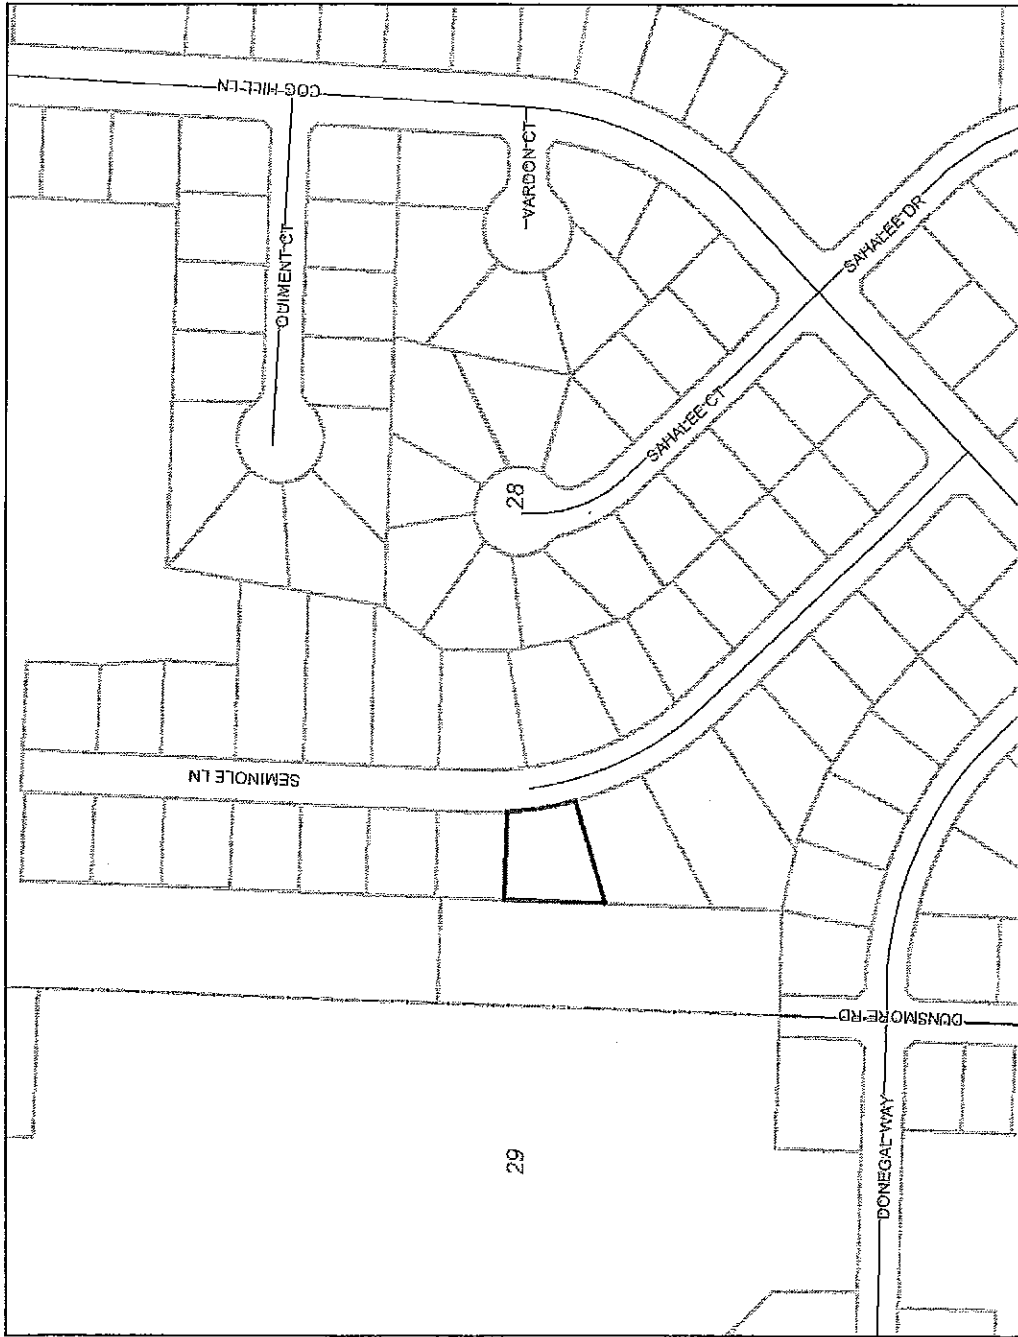 COG HILL LN
OUIMENT CT
VARDON CT
SAHALEE DR
SAHALEE CT
28
SEMINOLE LN
DUNSMORE RD
DONEGAL WAY
29